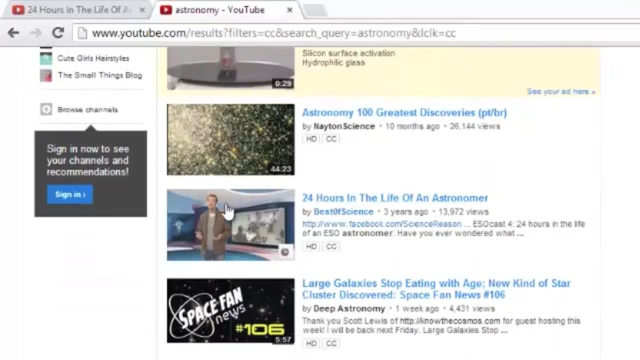 24 Hours In The Life Of An
astronomy - YouTube
www.youtube.com/results?filters=cc&search_query=astronomy&lclk=cc
Cute Girls Hairstyles
The Small Things Blog
Browse channels
Sign in now to see
your channels and
recommendations!
Sign in ›
0:29
Silicon surface activation
Hydrophilic glass
See your ad here »
44:23
Astronomy 100 Greatest Discoveries (pt/br)
by NaytonScience • 10 months ago • 26,144 views
HD CC
24 Hours In The Life Of An Astronomer
by Best0fScience • 3 years ago • 13,972 views
http://www.facebook.com/ScienceReason ... ESOcast 4: 24 hours in the life
of an ESO astronomer. Have you ever wondered what ...
HD CC
SPACE FAN
news
#106
5:57
Large Galaxies Stop Eating with Age; New Kind of Star
Cluster Discovered: Space Fan News #106
by Deep Astronomy • 1 week ago • 4,431 views
Thank you Scott Lewis of http://knowthecosmos.com for guest hosting this
week! I will be back next Friday. Large Galaxies Stop ...
HD CC